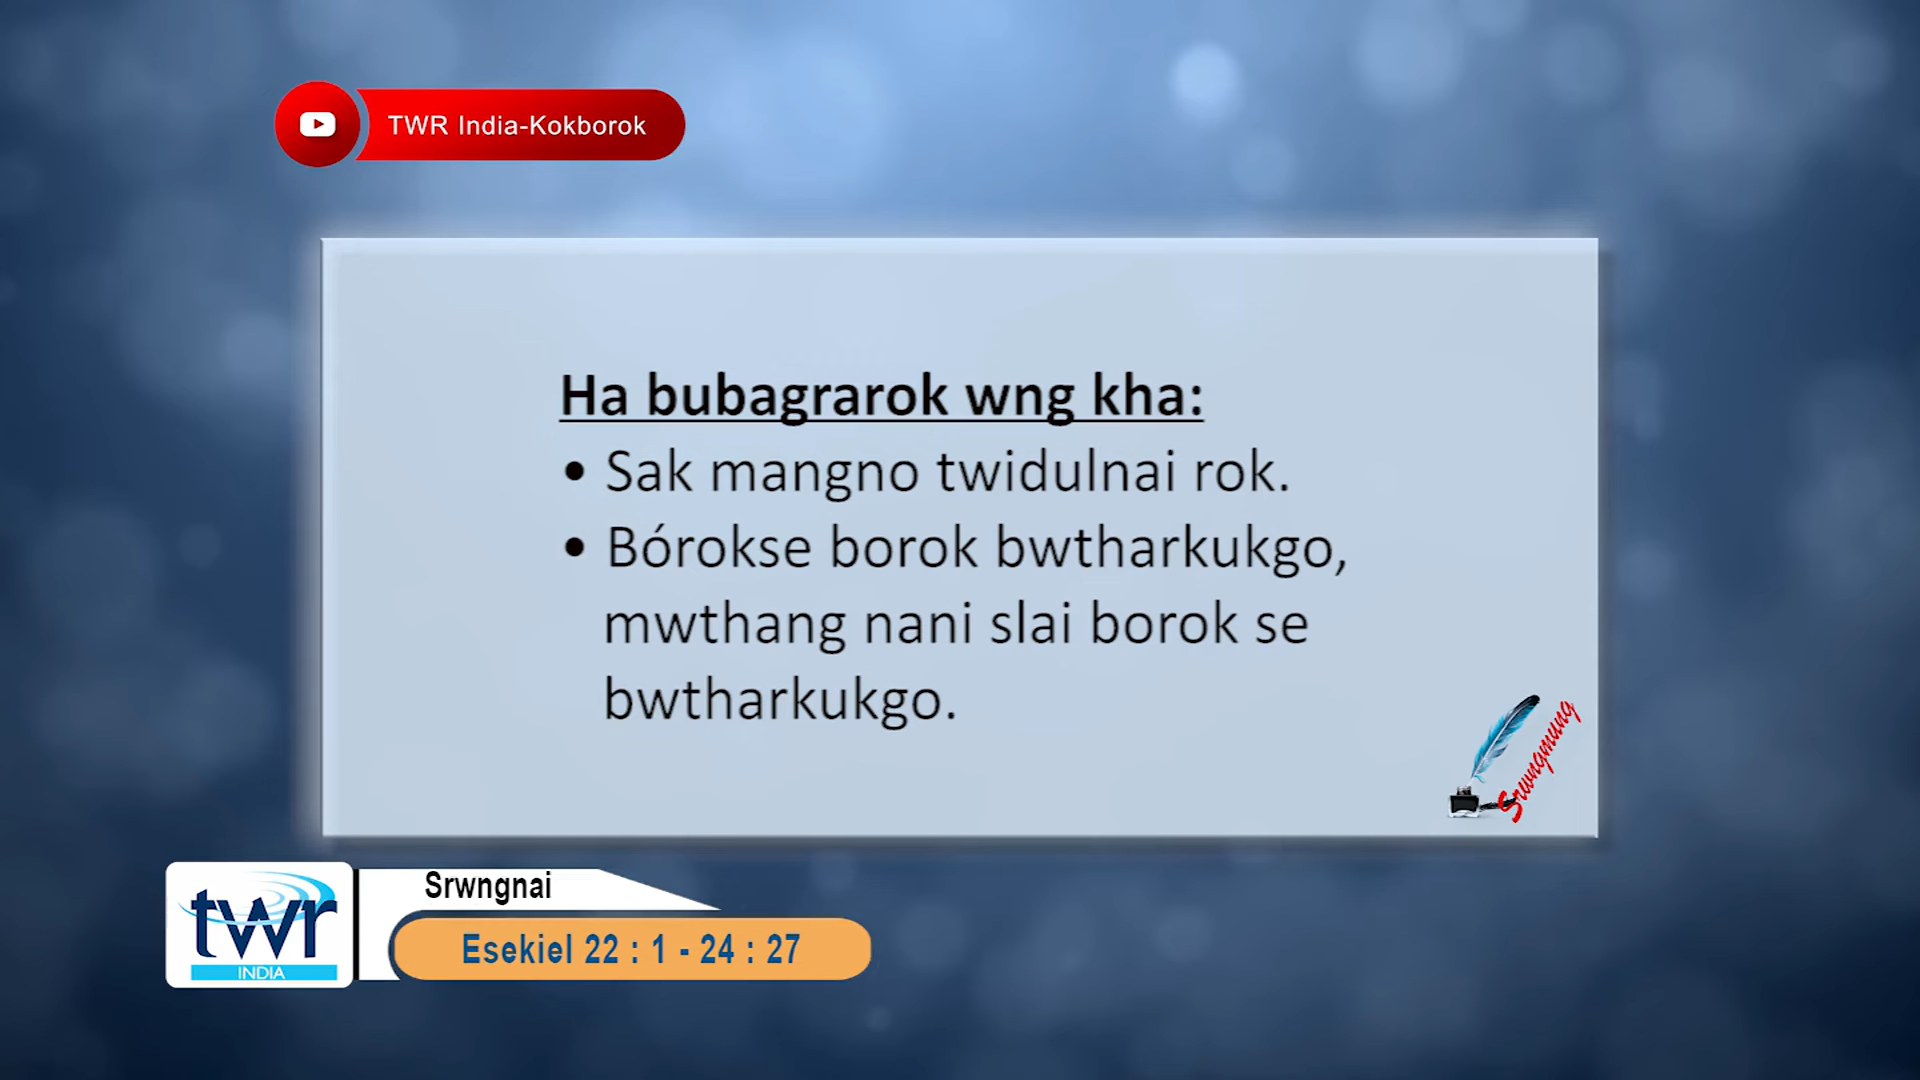 TWR India-Kokborok
Ha bubagrarok wng kha:
• Sak mangno twidulnai rok.
• Bórokse borok bwtharkukgo,
mwthang nani slai borok se
bwtharkukgo.
Srwngmung
twr
INDIA
Srwngnai
Esekiel 22 : 1 - 24 : 27